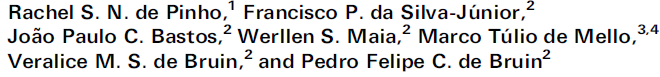 Rachel S. N. de Pinho,¹ Francisco P. da Silva-Júnior,²
João Paulo C. Bastos,² Werllen S. Maia,² Marco Túlio de Mello,³,⁴
Veralice M. S. de Bruin,² and Pedro Felipe C. de Bruin²